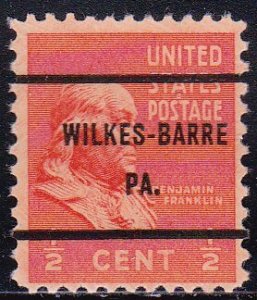 UNITED
STATES
POSTAGE
WILKES-BARRE
PA.
BENJAMIN
FRANKLIN
1/2 CENT 1/2